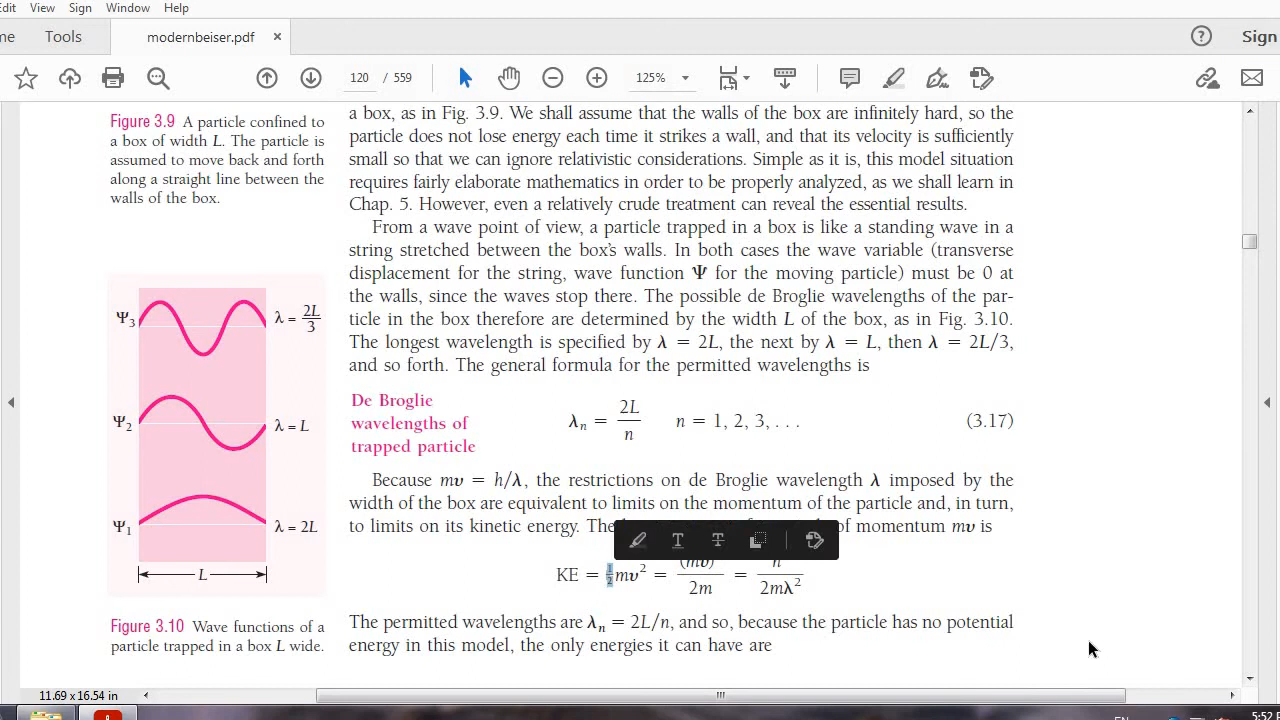 Edit View Window Help
me Tools modernbeiser.pdf × ? Sign
120 / 559 125%
Figure 3.9 A particle confined to
a box of width L. The particle is
assumed to move back and forth
along a straight line between the
walls of the box.
a box, as in Fig. 3.9. We shall assume that the walls of the box are infinitely hard, so the
particle does not lose energy each time it strikes a wall, and that its velocity is sufficiently
small so that we can ignore relativistic considerations. Simple as it is, this model situation
requires fairly elaborate mathematics in order to be properly analyzed, as we shall learn in
Chap. 5. However, even a relatively crude treatment can reveal the essential results.
From a wave point of view, a particle trapped in a box is like a standing wave in a
string stretched between the box's walls. In both cases the wave variable (transverse
displacement for the string, wave function Ψ for the moving particle) must be 0 at
the walls, since the waves stop there. The possible de Broglie wavelengths of the par-
ticle in the box therefore are determined by the width L of the box, as in Fig. 3.10.
The longest wavelength is specified by λ = 2L, the next by λ = L, then λ = 2L/3,
and so forth. The general formula for the permitted wavelengths is
Ψ3 λ = 2L/3
Ψ2 λ = L
Ψ1 λ = 2L
L
De Broglie
wavelengths of
trapped particle
λn = 2L/n n = 1, 2, 3, . . . (3.17)
Because mv = h/λ, the restrictions on de Broglie wavelength λ imposed by the
width of the box are equivalent to limits on the momentum of the particle and, in turn,
to limits on its kinetic energy. The of momentum mv is
KE = ½mv² = (mv) / 2m = / 2mλ²
Figure 3.10 Wave functions of a
particle trapped in a box L wide.
The permitted wavelengths are λn = 2L/n, and so, because the particle has no potential
energy in this model, the only energies it can have are
11.69 x 16.54 in
EN 5:52